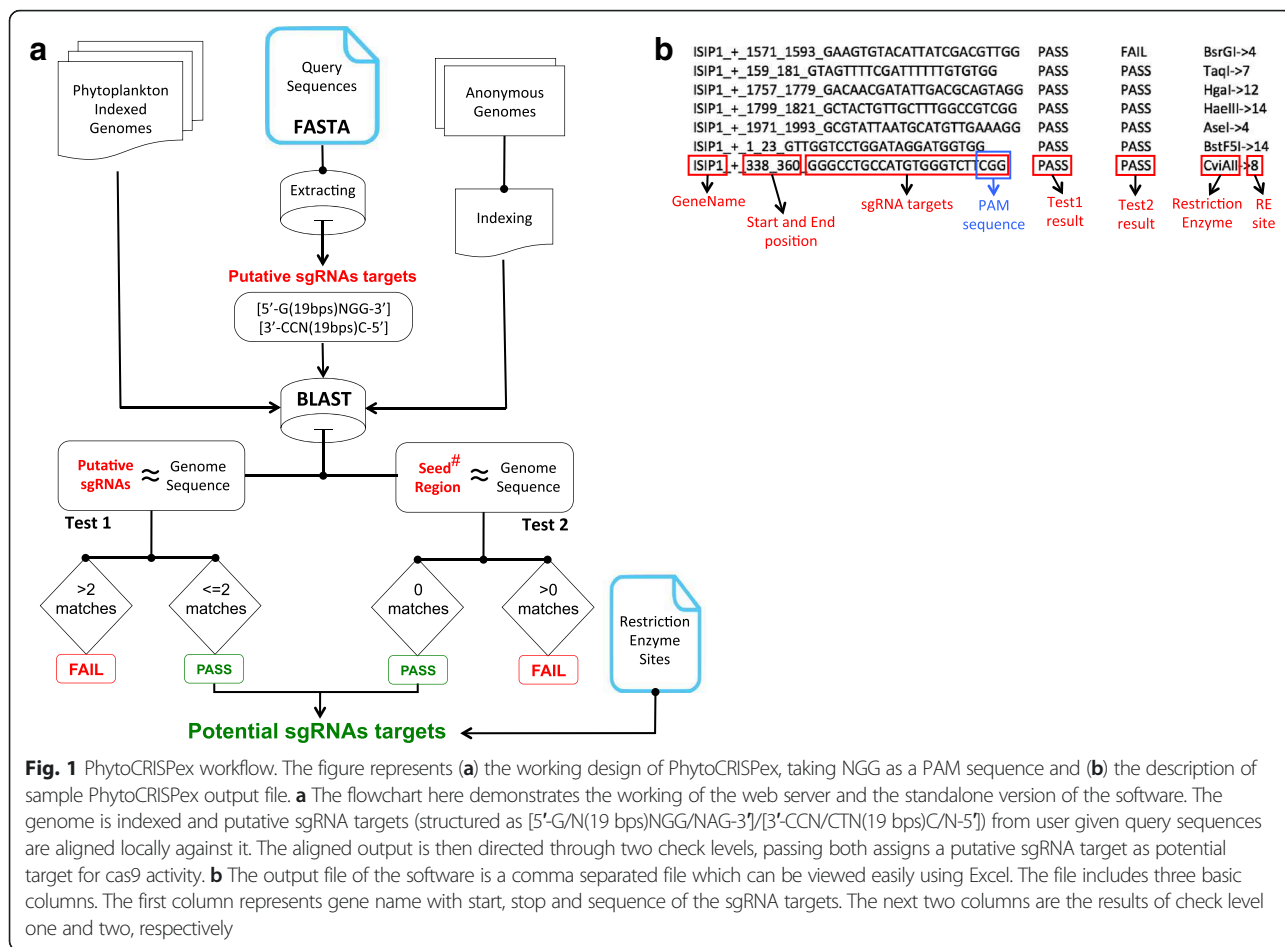 a
Phytoplankton
Indexed
Genomes
Query
Sequences
FASTA
Anonymous
Genomes
Extracting
Indexing
Putative sgRNAs targets
[5′-G(19bps)NGG-3′]
[3′-CCN(19bps)C-5′]
BLAST
Putative
sgRNAs
≈
Genome
Sequence
Test 1
Seed#
Region
≈
Genome
Sequence
Test 2
>2
matches
<=2
matches
0
matches
>0
matches
FAIL
PASS
PASS
FAIL
Restriction
Enzyme
Sites
Potential sgRNAs targets
b
ISIP1_+_1571_1593_GAAGTGTACATTATCGACGTTGG PASS FAIL BsrGI->4
ISIP1_+_159_181_GTAGTTTTCGATTTTTTGTGTGG PASS PASS TaqI->7
ISIP1_+_1757_1779_GACAACGATATTGACGCAGTAGG PASS PASS HgaI->12
ISIP1_+_1799_1821_GCTACTGTTGCTTTGGCCGTCGG PASS PASS HaeIII->14
ISIP1_+_1971_1993_GCGTATTAATGCATGTTGAAAGG PASS PASS AseI->4
ISIP1_+_1_23_GTTGGTCCTGGATAGGATGGTGG PASS PASS BstF5I->14
ISIP1_+_338_360_GGGCCTGCCATGTGGGTCTTCGG PASS PASS CviAII->8
GeneName
Start and End
position
sgRNA targets
PAM
sequence
Test1
result
Test2
result
Restriction
Enzyme
RE
site
Fig. 1 PhytoCRISPex workflow. The figure represents (a) the working design of PhytoCRISPex, taking NGG as a PAM sequence and (b) the description of
sample PhytoCRISPex output file. a The flowchart here demonstrates the working of the web server and the standalone version of the software. The
genome is indexed and putative sgRNA targets (structured as [5′-G/N(19 bps)NGG/NAG-3′]/[3′-CCN/CTN(19 bps)C/N-5′]) from user given query sequences
are aligned locally against it. The aligned output is then directed through two check levels, passing both assigns a putative sgRNA target as potential
target for cas9 activity. b The output file of the software is a comma separated file which can be viewed easily using Excel. The file includes three basic
columns. The first column represents gene name with start, stop and sequence of the sgRNA targets. The next two columns are the results of check level
one and two, respectively